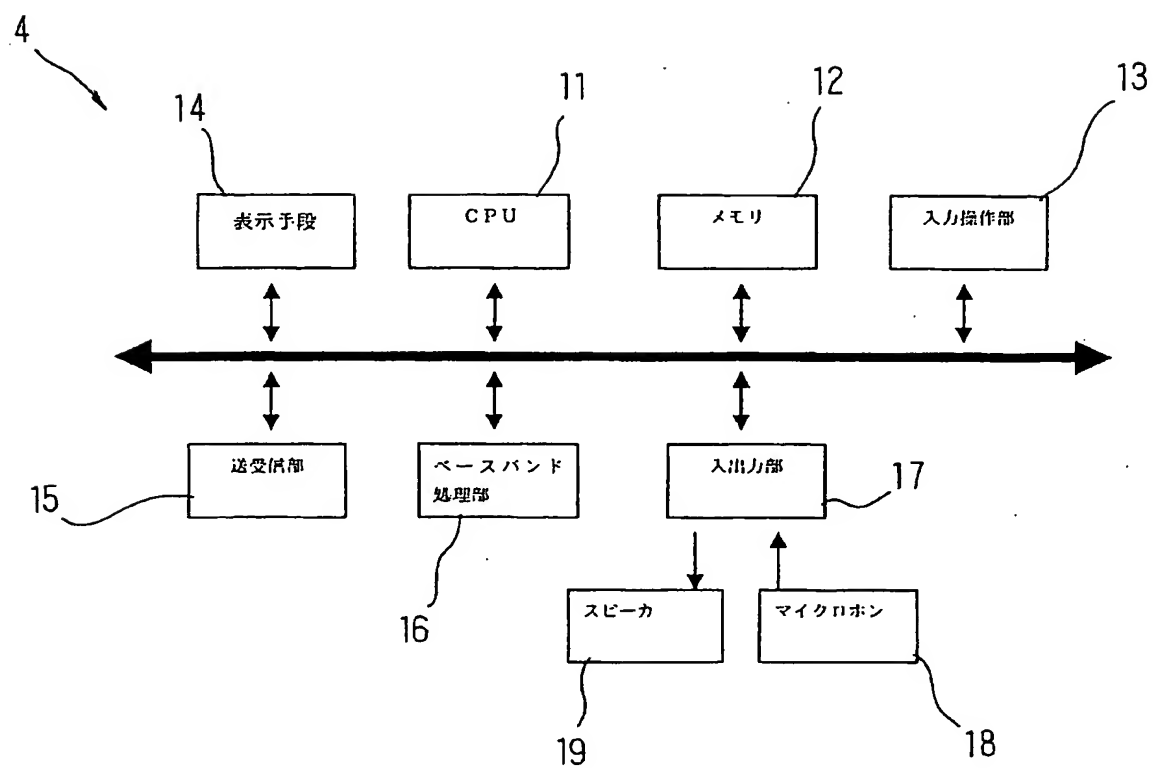 4
14
11
12
13
表示手段
CPU
メモリ
入力操作部
送受信部
ベースバンド
処理部
入出力部
15
16
17
スピーカ
マイクロホン
19
18